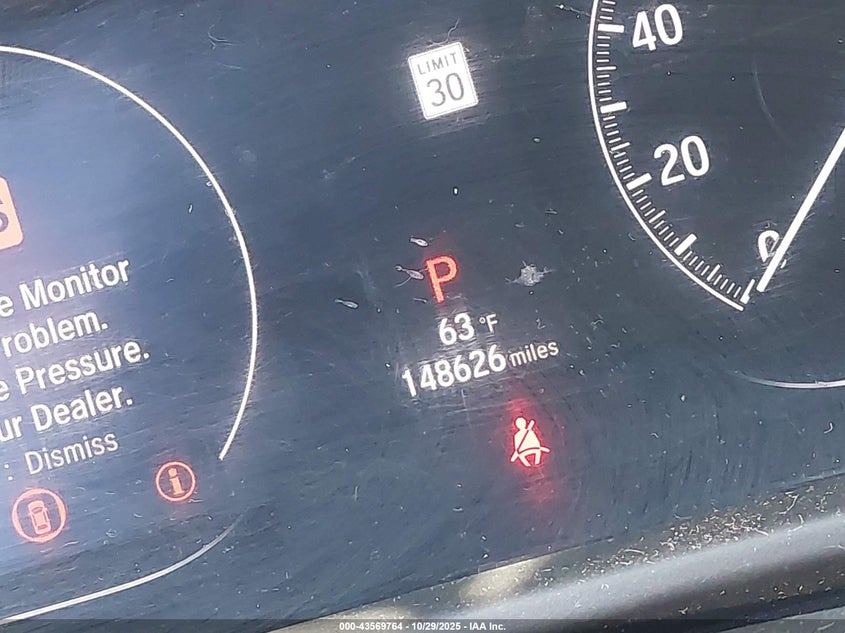 40
LIMIT
30
20
0
P
63 °F
148626 miles
e Monitor
roblem.
e Pressure.
ur Dealer.
: Dismiss
i
000-43569764 - 10/29/2025 - IAA Inc.